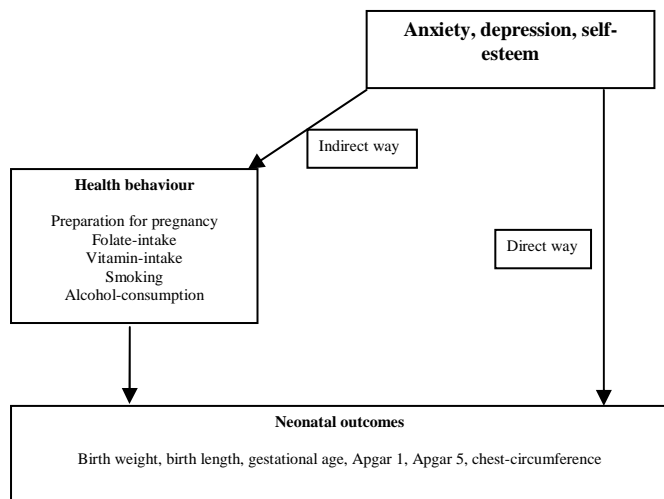 Anxiety, depression, self-
esteem
Indirect way
Health behaviour
Preparation for pregnancy
Folate-intake
Vitamin-intake
Smoking
Alcohol-consumption
Direct way
Neonatal outcomes
Birth weight, birth length, gestational age, Apgar 1, Apgar 5, chest-circumference